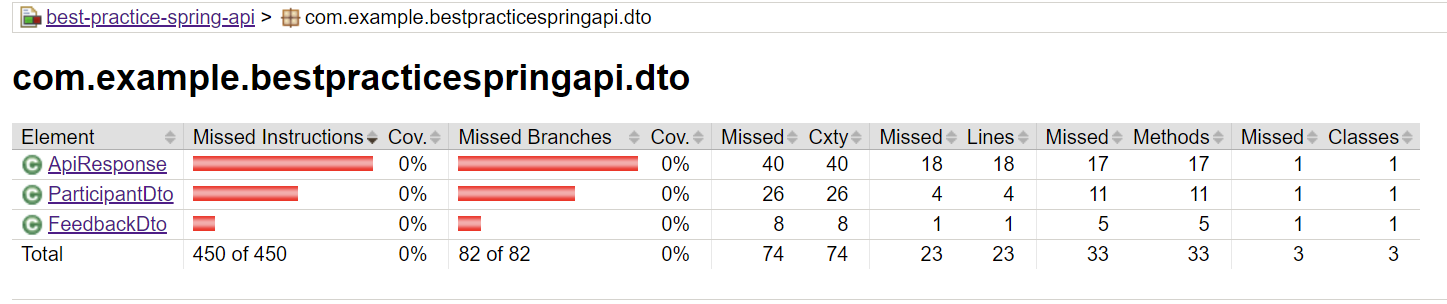 best-practice-spring-api > com.example.bestpracticespringapi.dto
com.example.bestpracticespringapi.dto
Element Missed Instructions Cov. Missed Branches Cov. Missed Cxty Missed Lines Missed Methods Missed Classes
C ApiResponse 0% 0% 40 40 18 18 17 17 1 1
C ParticipantDto 0% 0% 26 26 4 4 11 11 1 1
C FeedbackDto 0% 0% 8 8 1 1 5 5 1 1
Total 450 of 450 0% 82 of 82 0% 74 74 23 23 33 33 3 3